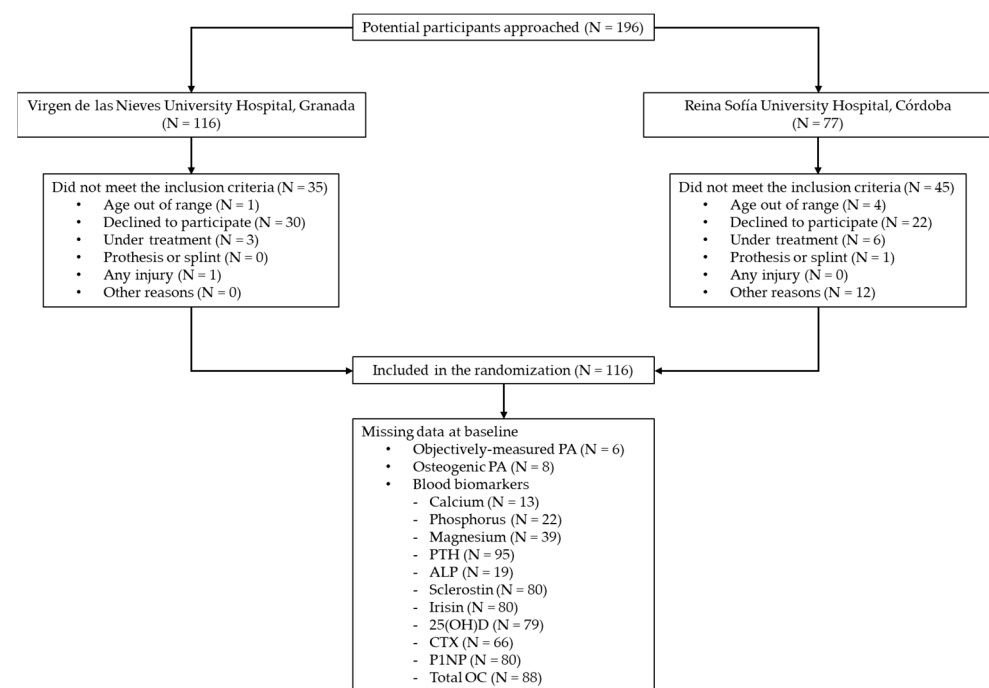 Potential participants approached (N = 196)
Virgen de las Nieves University Hospital, Granada
(N = 116)
Reina Sofía University Hospital, Córdoba
(N = 77)
Did not meet the inclusion criteria (N = 35)
• Age out of range (N = 1)
• Declined to participate (N = 30)
• Under treatment (N = 3)
• Prothesis or splint (N = 0)
• Any injury (N = 1)
• Other reasons (N = 0)
Did not meet the inclusion criteria (N = 45)
• Age out of range (N = 4)
• Declined to participate (N = 22)
• Under treatment (N = 6)
• Prothesis or splint (N = 1)
• Any injury (N = 0)
• Other reasons (N = 12)
Included in the randomization (N = 116)
Missing data at baseline
• Objectively-measured PA (N = 6)
• Osteogenic PA (N = 8)
• Blood biomarkers
- Calcium (N = 13)
- Phosphorus (N = 22)
- Magnesium (N = 39)
- PTH (N = 95)
- ALP (N = 19)
- Sclerostin (N = 80)
- Irisin (N = 80)
- 25(OH)D (N = 79)
- CTX (N = 66)
- P1NP (N = 80)
- Total OC (N = 88)